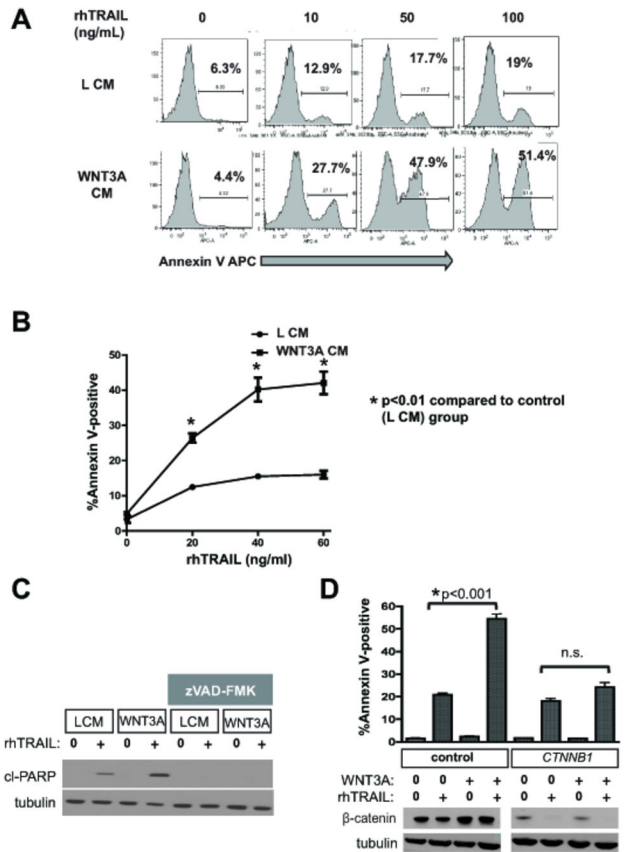 A
rhTRAIL (ng/mL) 0 10 50 100
L CM
6.3% 12.9% 17.7% 19%
WNT3A CM
4.4% 27.7% 47.9% 51.4%
APC-A APC-A APC-A APC-A
Annexin V APC
B
L CM
WNT3A CM
%Annexin V-positive
50
40
30
20
10
0
* * *
0 20 40 60
rhTRAIL (ng/ml)
* p<0.01 compared to control
(L CM) group
C
zVAD-FMK
LCM WNT3A LCM WNT3A
rhTRAIL: 0 + 0 + 0 + 0 +
cl-PARP
tubulin
D
* p<0.001
n.s.
%Annexin V-positive
60
50
40
30
20
10
0
control CTNNB1
WNT3A: 0 0 + + 0 0 + +
rhTRAIL: 0 + 0 + 0 + 0 +
β-catenin
tubulin